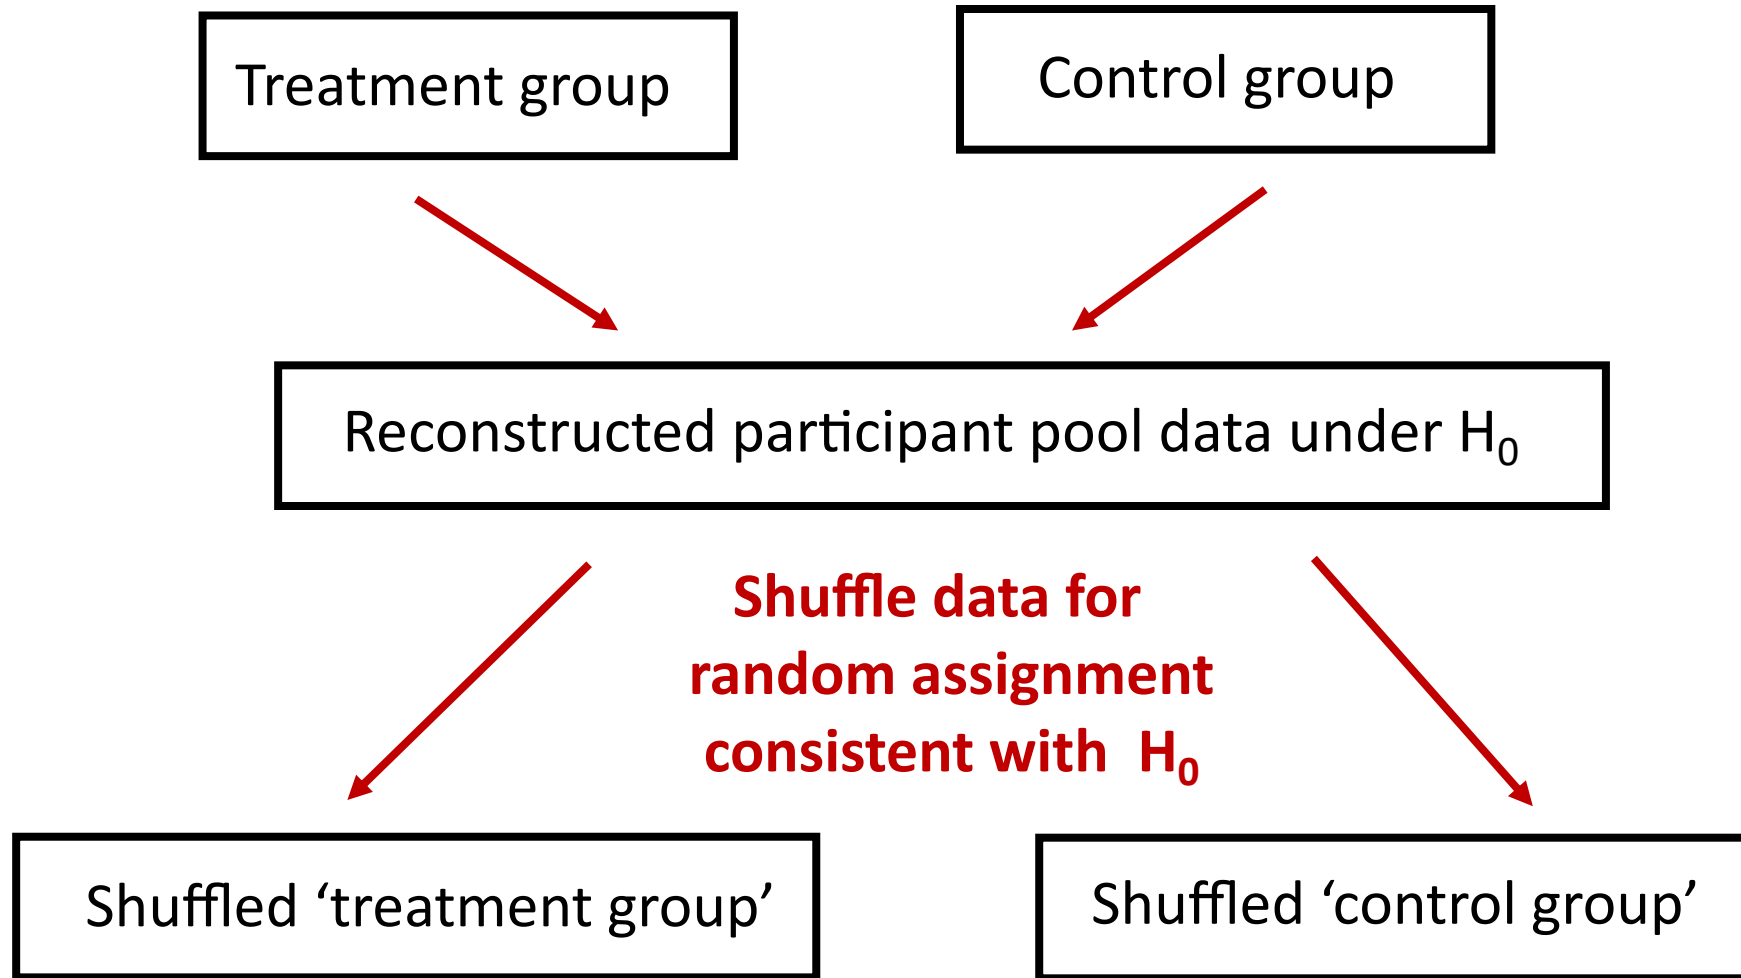 Treatment group
Control group
Reconstructed participant pool data under H₀
Shuffle data for
random assignment
consistent with H₀
Shuffled ‘treatment group’
Shuffled ‘control group’